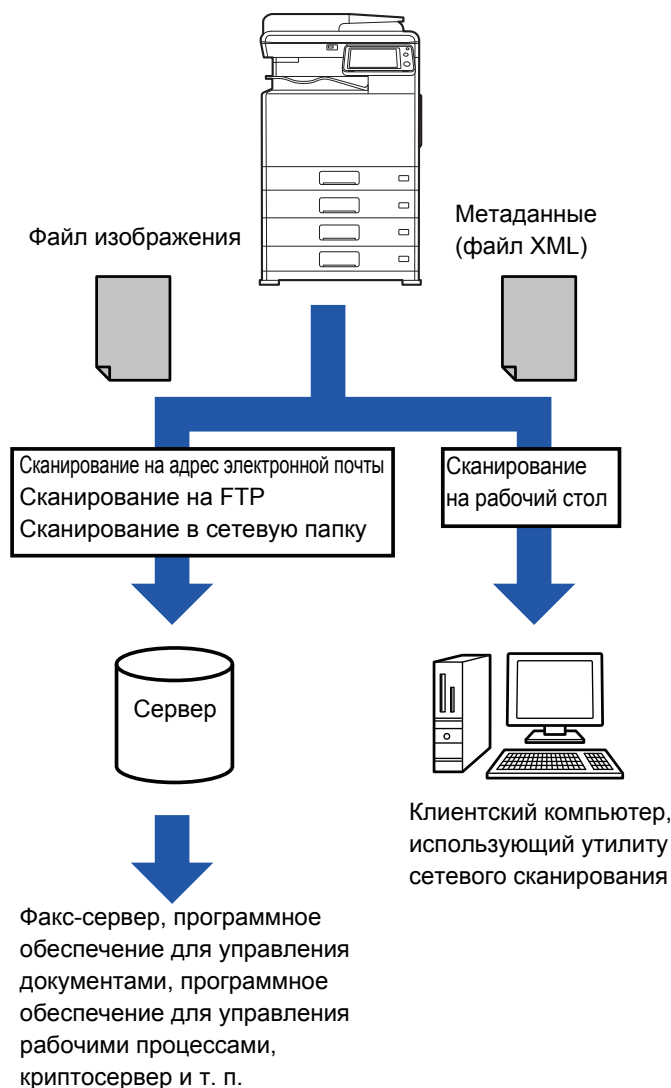 Файл изображения
Метаданные
(файл XML)
Сканирование на адрес электронной почты
Сканирование на FTP
Сканирование в сетевую папку
Сканирование
на рабочий стол
Сервер
Клиентский компьютер,
использующий утилиту
сетевого сканирования
Факс-сервер, программное
обеспечение для управления
документами, программное
обеспечение для управления
рабочими процессами,
криптосервер и т. п.